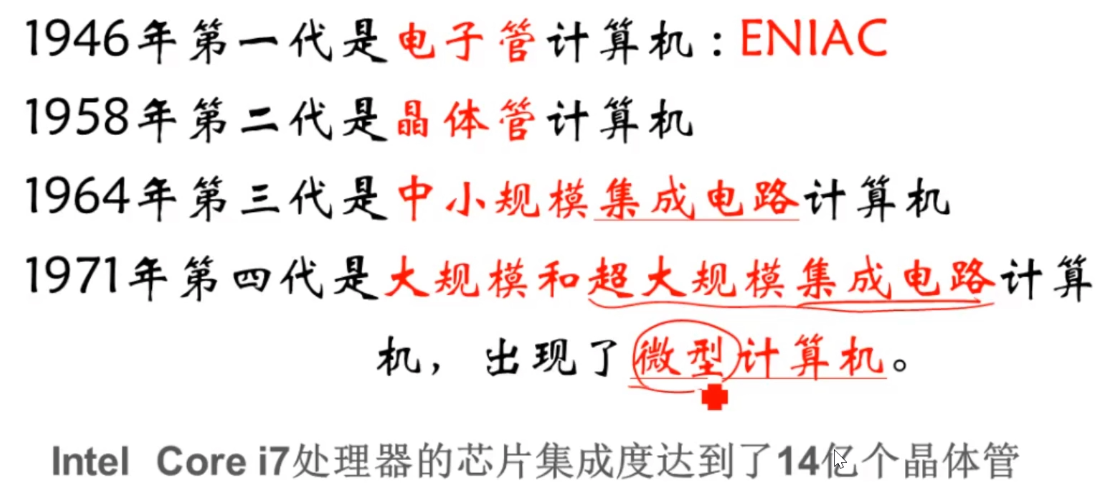 1946年第一代是电子管计算机:ENIAC
1958年第二代是晶体管计算机
1964年第三代是中小规模集成电路计算机
1971年第四代是大规模和超大规模集成电路计算
机，出现了微型计算机。
Intel Core i7处理器的芯片集成度达到了14亿个晶体管